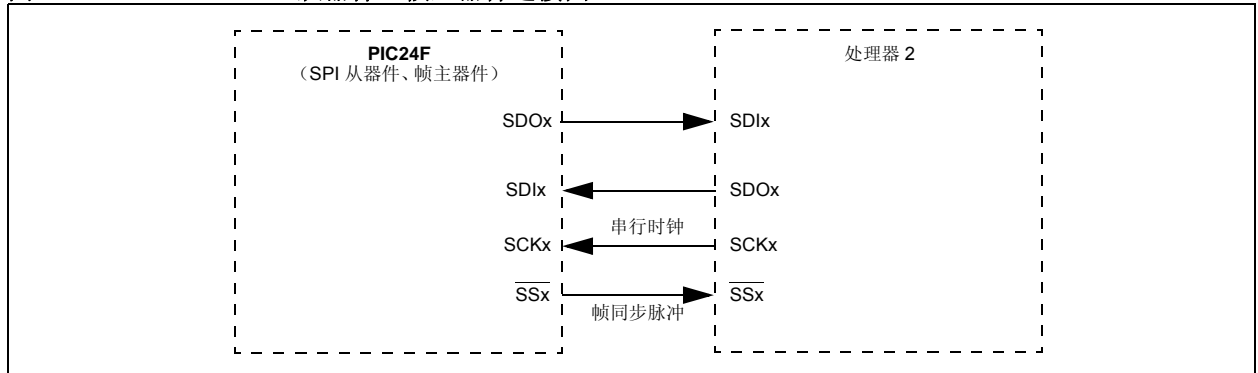 PIC24F
（SPI 从器件、帧主器件）
处理器 2
SDOx
SDIx
SDIx
SDOx
串行时钟
SCKx
SCKx
SSx
SSx
帧同步脉冲